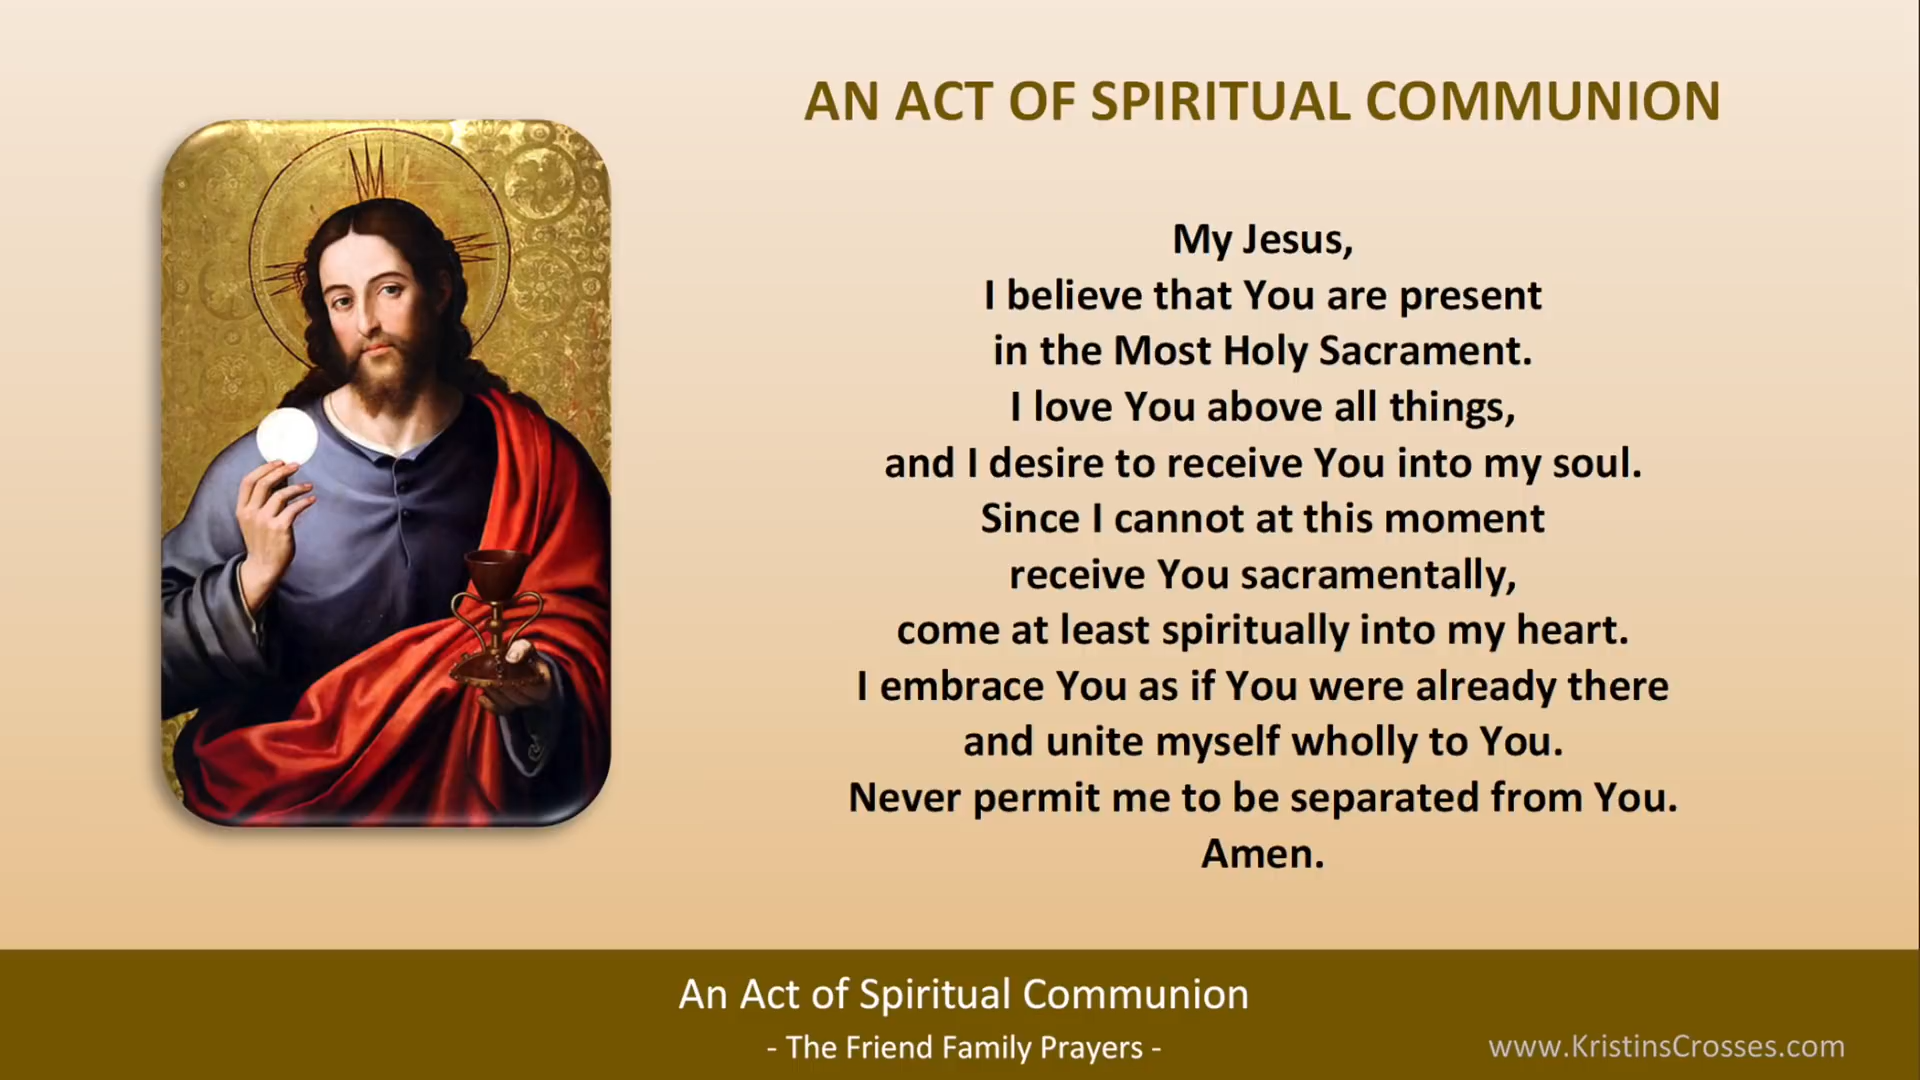 AN ACT OF SPIRITUAL COMMUNION
My Jesus,
I believe that You are present
in the Most Holy Sacrament.
I love You above all things,
and I desire to receive You into my soul.
Since I cannot at this moment
receive You sacramentally,
come at least spiritually into my heart.
I embrace You as if You were already there
and unite myself wholly to You.
Never permit me to be separated from You.
Amen.
An Act of Spiritual Communion
- The Friend Family Prayers -
www.KristinsCrosses.com